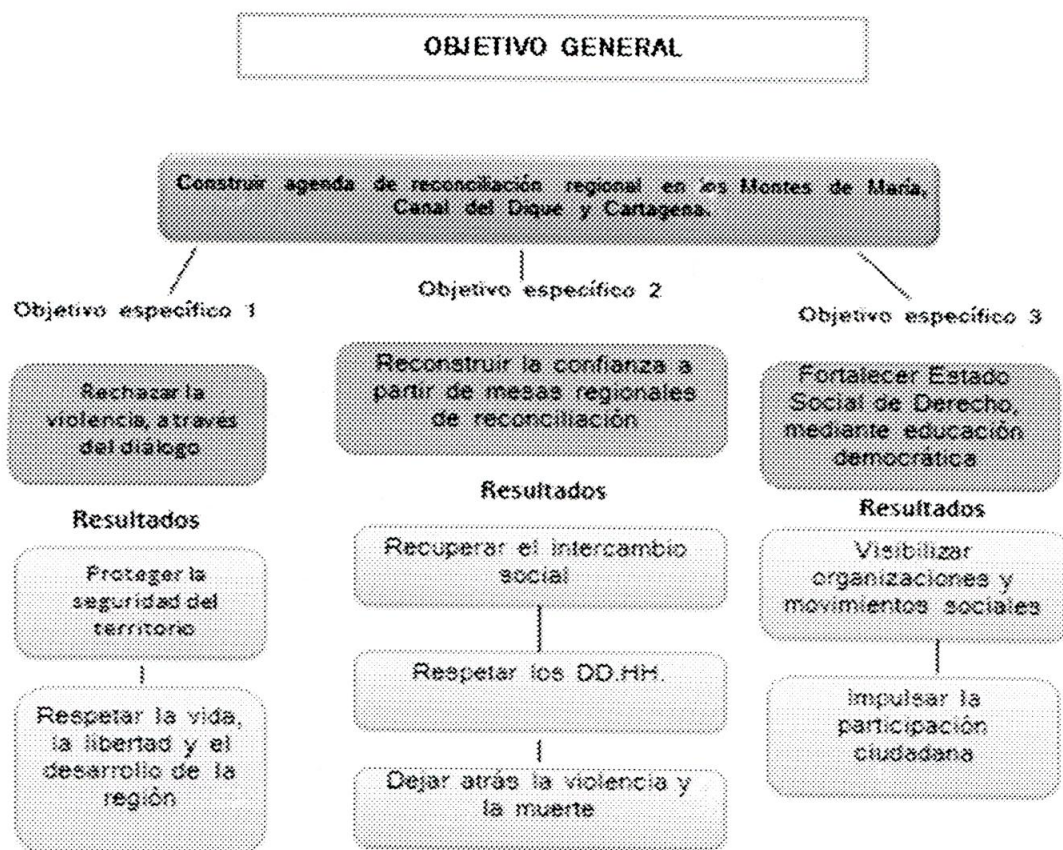 OBJETIVO GENERAL
Construir agenda de reconciliación regional en los Montes de María,
Canal del Dique y Cartagena.
Objetivo específico 1
Rechazar la
violencia, através
del diálogo
Resultados
Proteger la
seguridad del
territorio
Respetar la vida,
la libertad y el
desarrollo de la
región
Objetivo específico 2
Reconstruir la confianza a
partir de mesas regionales
de reconciliación
Resultados
Recuperar el intercambio
social
Respetar los DD.HH.
Dejar atrás la violencia y
la muerte
Objetivo específico 3
Fortalecer Estado
Social de Derecho,
mediante educación
democrática
Resultados
Visibilizar
organizaciones y
movimientos sociales
Impulsar la
participación
ciudadana